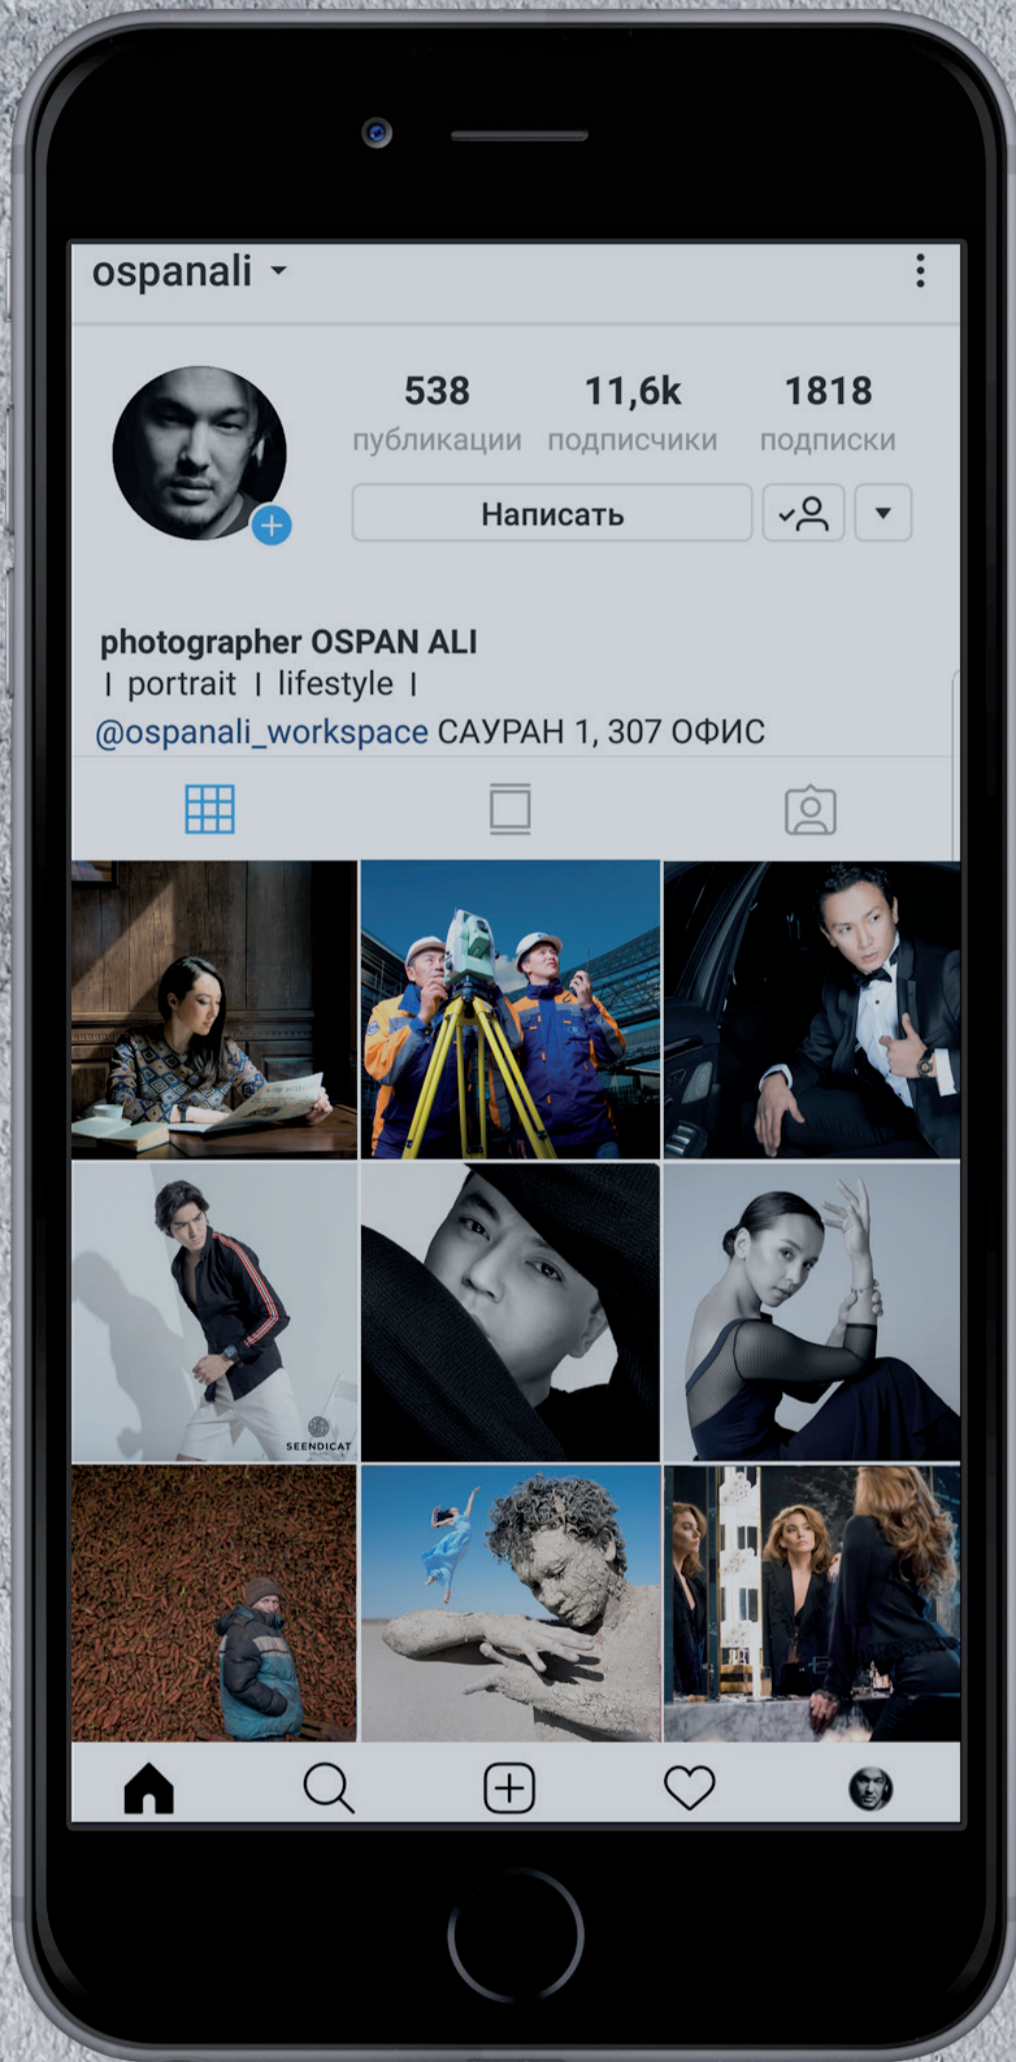 ospanali
538 11,6k 1818
публикации подписчики подписки
Написать
photographer OSPAN ALI
| portrait | lifestyle |
@ospanali_workspace САУРАН 1, 307 ОФИС
SEENDICAT